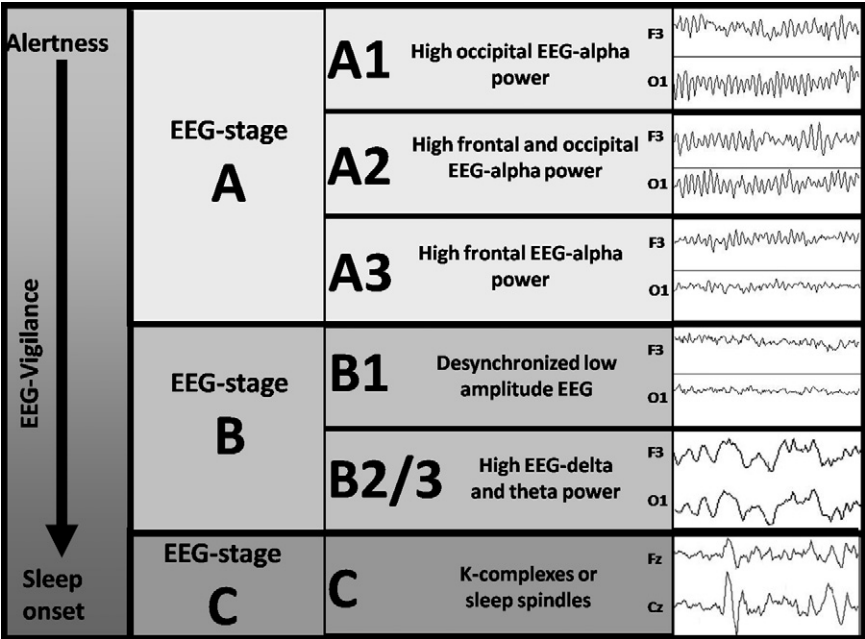 Alertness
EEG-Vigilance
Sleep
onset
EEG-stage
A
A1
High occipital EEG-alpha
power
F3
O1
A2
High frontal and occipital
EEG-alpha power
F3
O1
A3
High frontal EEG-alpha
power
F3
O1
EEG-stage
B
B1
Desynchronized low
amplitude EEG
F3
O1
B2/3
High EEG-delta
and theta power
F3
O1
EEG-stage
C
C
K-complexes or
sleep spindles
Fz
Cz